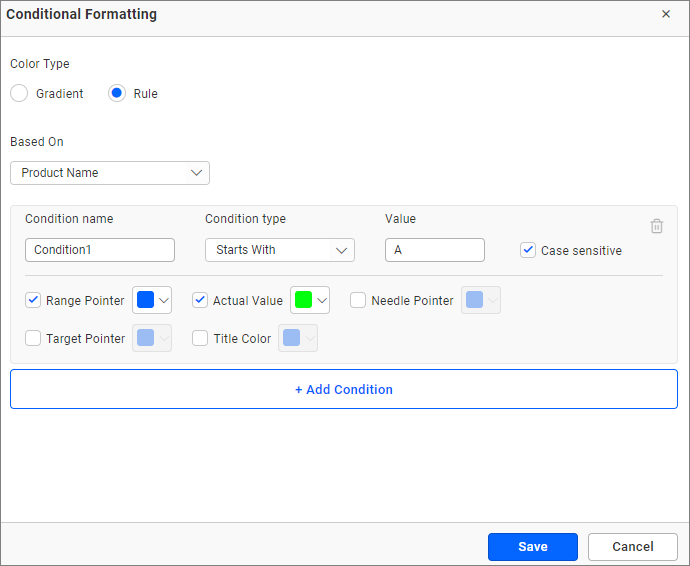 Conditional Formatting
Color Type
Gradient Rule
Based On
Product Name
Condition name Condition type Value
Condition1 Starts With A Case sensitive
Range Pointer Actual Value Needle Pointer
Target Pointer Title Color
+ Add Condition
Save Cancel